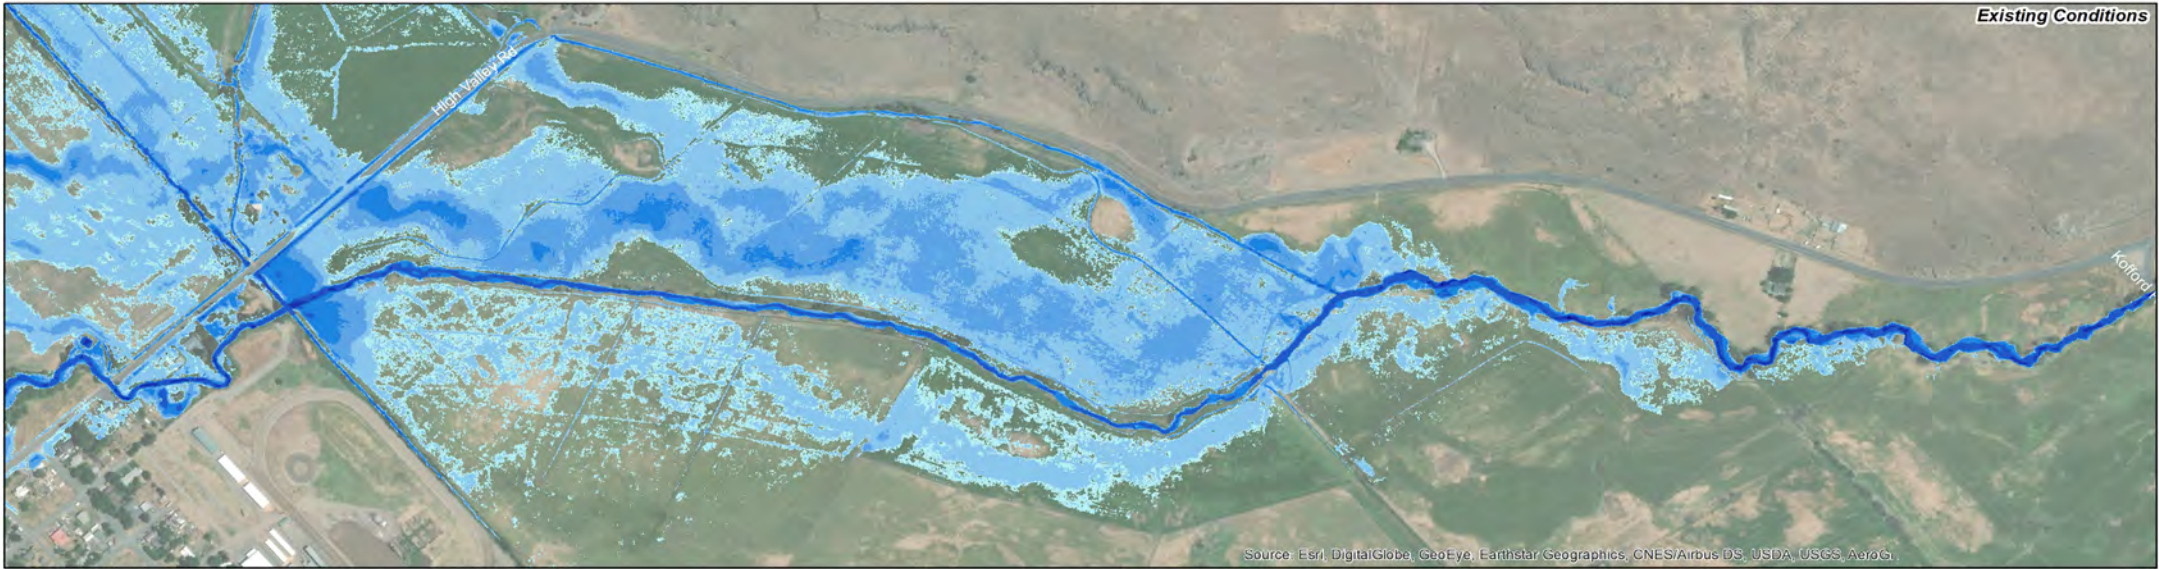 Existing Conditions
High Valley Rd
Kofford
Source: Esri, DigitalGlobe, GeoEye, Earthstar Geographics, CNES/Airbus DS, USDA, USGS, AeroG